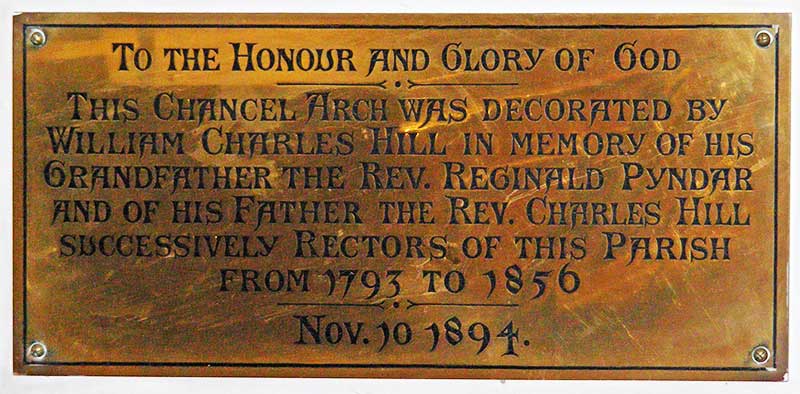 To the Honour and Glory of God
This Chancel Arch was decorated by
William Charles Hill in memory of his
Grandfather the Rev. Reginald Pyndar
and of his Father the Rev. Charles Hill
successively Rectors of this Parish
from 1793 to 1856
Nov. 10 1894.